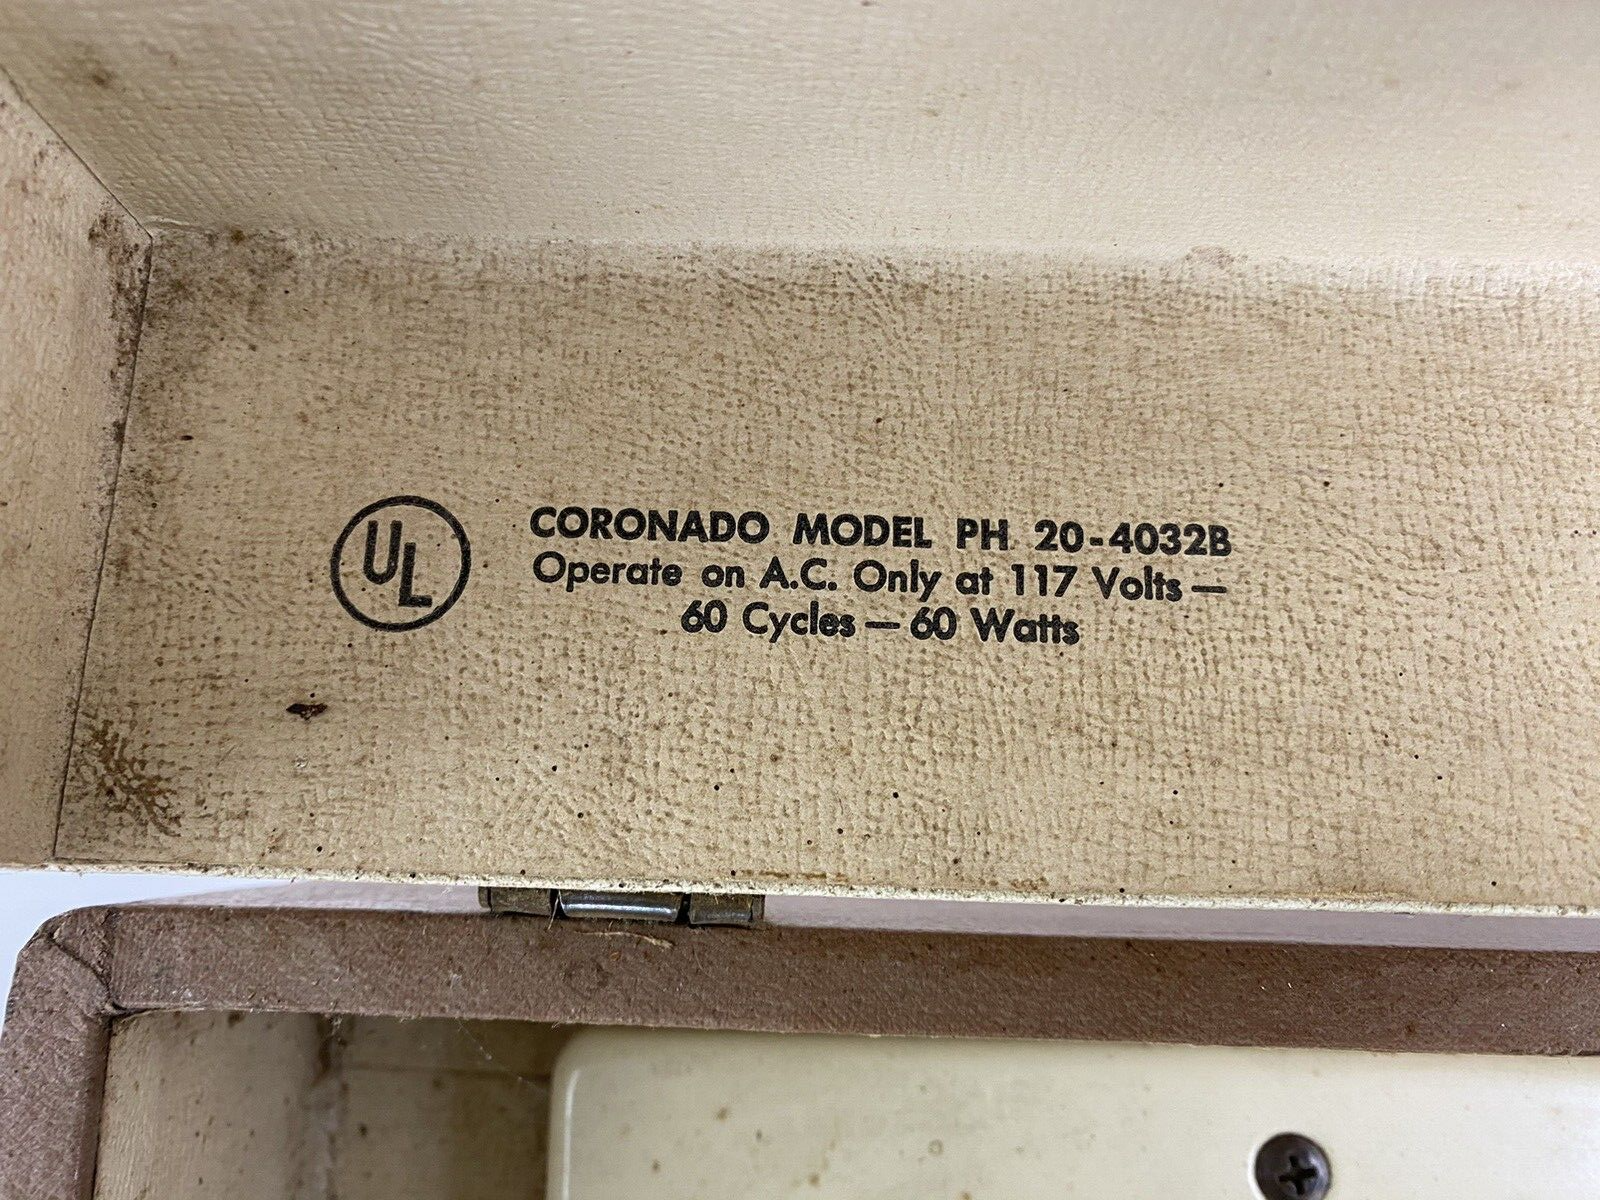 UL
CORONADO MODEL PH 20-4032B
Operate on A.C. Only at 117 Volts—
60 Cycles—60 Watts